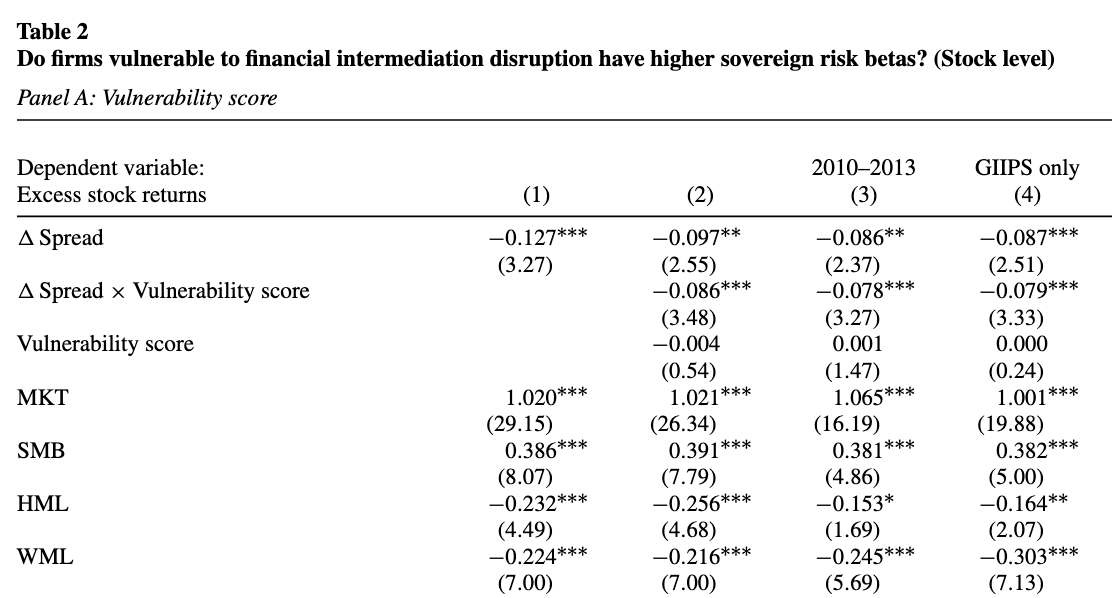 Table 2
Do firms vulnerable to financial intermediation disruption have higher sovereign risk betas? (Stock level)
Panel A: Vulnerability score
Dependent variable: 2010–2013 GIIPS only
Excess stock returns (1) (2) (3) (4)
Δ Spread −0.127*** −0.097** −0.086** −0.087***
(3.27) (2.55) (2.37) (2.51)
Δ Spread × Vulnerability score −0.086*** −0.078*** −0.079***
(3.48) (3.27) (3.33)
Vulnerability score −0.004 0.001 0.000
(0.54) (1.47) (0.24)
MKT 1.020*** 1.021*** 1.065*** 1.001***
(29.15) (26.34) (16.19) (19.88)
SMB 0.386*** 0.391*** 0.381*** 0.382***
(8.07) (7.79) (4.86) (5.00)
HML −0.232*** −0.256*** −0.153* −0.164**
(4.49) (4.68) (1.69) (2.07)
WML −0.224*** −0.216*** −0.245*** −0.303***
(7.00) (7.00) (5.69) (7.13)